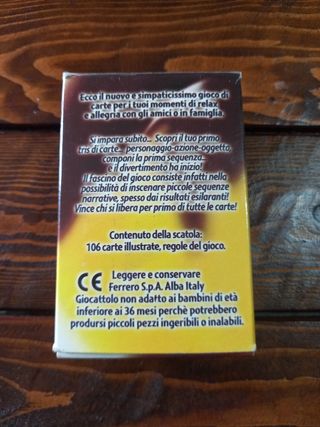 Ecco il nuovo e simpaticissimo gioco di
carte per i tuoi momenti di relax
e allegria con gli amici o in famiglia.
Si impara subito... Scopri il tuo primo
tris di carte... personaggio-azione-oggetto
componi la prima sequenza...
e il divertimento ha inizio!
Il fascino del gioco consiste infatti nella
possibilità di inscenare piccole sequenze
narrative, spesso dai risultati esilaranti!
Vince chi si libera per primo di tutte le carte!
Contenuto della scatola:
106 carte illustrate, regole del gioco.
CE Leggere e conservare
Ferrero S.p.A. Alba Italy
Giocattolo non adatto ai bambini di età
inferiore ai 36 mesi perchè potrebbero
prodursi piccoli pezzi ingeribili o inalabili.